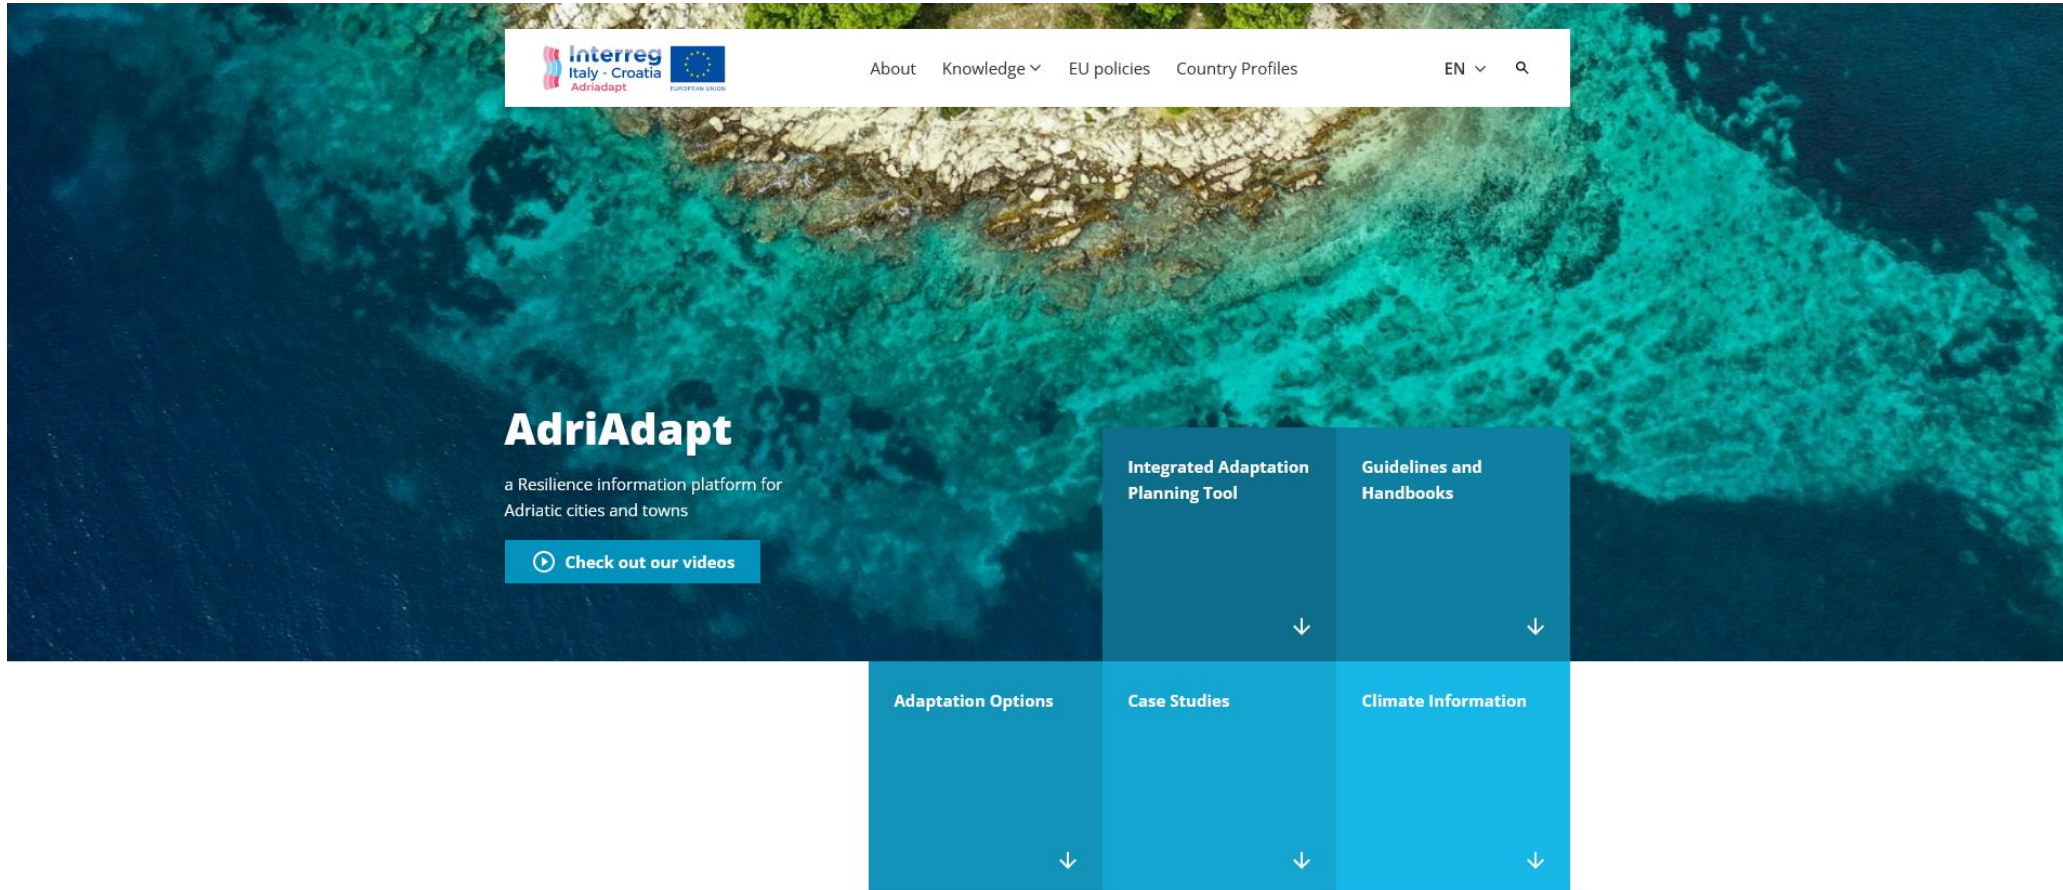 Interreg
Italy - Croatia
Adriadapt
EUROPEAN UNION
About Knowledge EU policies Country Profiles EN
AdriAdapt
a Resilience information platform for
Adriatic cities and towns
Check out our videos
Integrated Adaptation
Planning Tool
Guidelines and
Handbooks
Adaptation Options
Case Studies
Climate Information